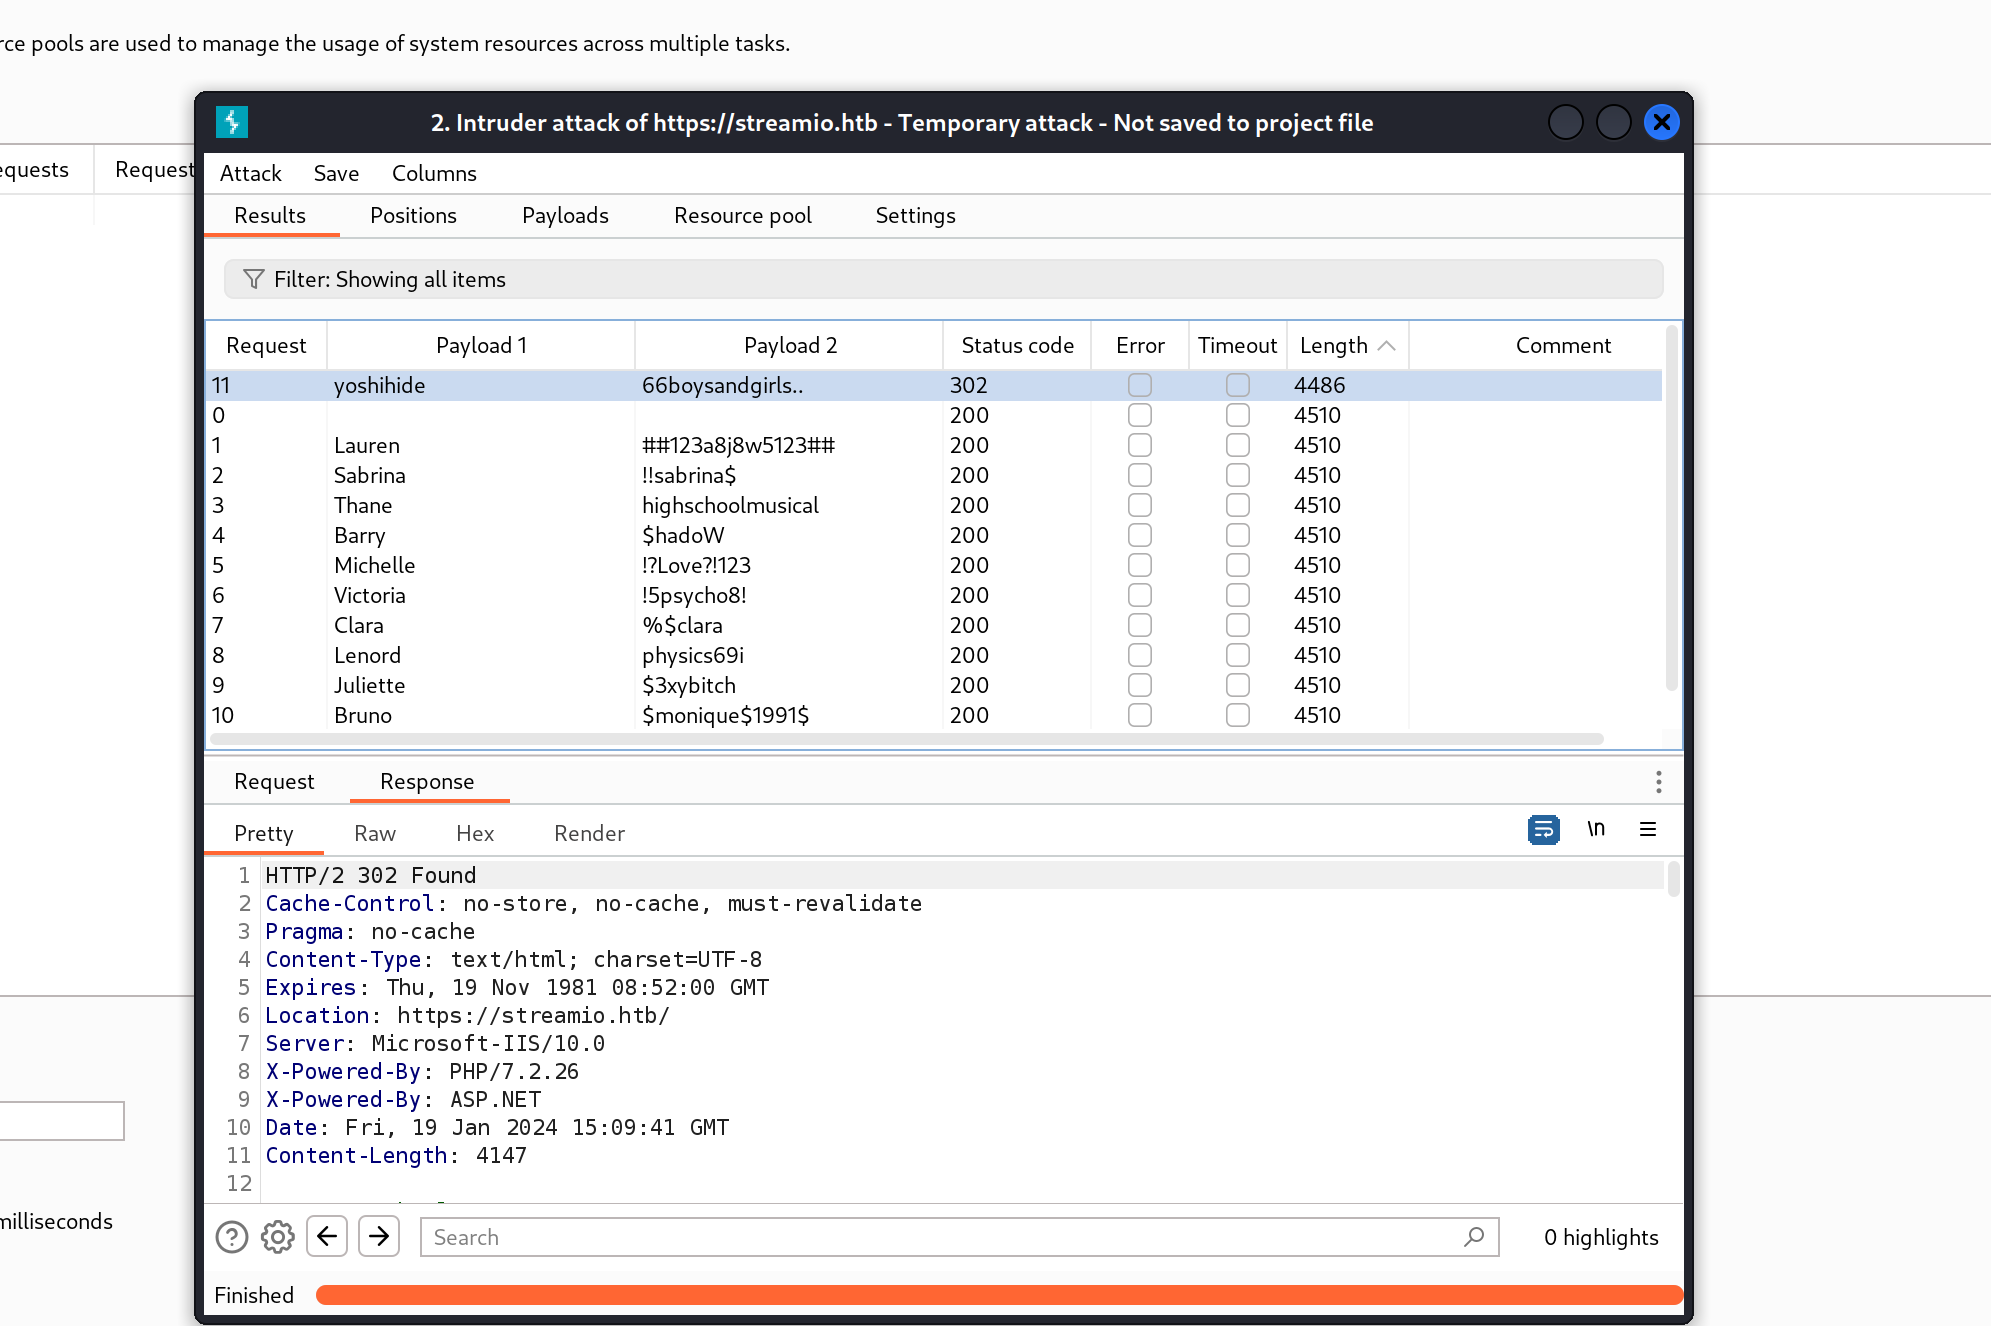 rce pools are used to manage the usage of system resources across multiple tasks.
equests Request
2. Intruder attack of https://streamio.htb - Temporary attack - Not saved to project file
Attack Save Columns
Results Positions Payloads Resource pool Settings
Filter: Showing all items
Request Payload 1 Payload 2 Status code Error Timeout Length Comment
11 yoshihide 66boysandgirls.. 302 4486
0 200 4510
1 Lauren ##123a8j8w5123## 200 4510
2 Sabrina !!sabrina$ 200 4510
3 Thane highschoolmusical 200 4510
4 Barry $hadoW 200 4510
5 Michelle !?Love?!123 200 4510
6 Victoria !5psycho8! 200 4510
7 Clara %$clara 200 4510
8 Lenord physics69i 200 4510
9 Juliette $3xybitch 200 4510
10 Bruno $monique$1991$ 200 4510
Request Response
Pretty Raw Hex Render \n
1 HTTP/2 302 Found
2 Cache-Control: no-store, no-cache, must-revalidate
3 Pragma: no-cache
4 Content-Type: text/html; charset=UTF-8
5 Expires: Thu, 19 Nov 1981 08:52:00 GMT
6 Location: https://streamio.htb/
7 Server: Microsoft-IIS/10.0
8 X-Powered-By: PHP/7.2.26
9 X-Powered-By: ASP.NET
10 Date: Fri, 19 Jan 2024 15:09:41 GMT
11 Content-Length: 4147
12
milliseconds
Search 0 highlights
Finished